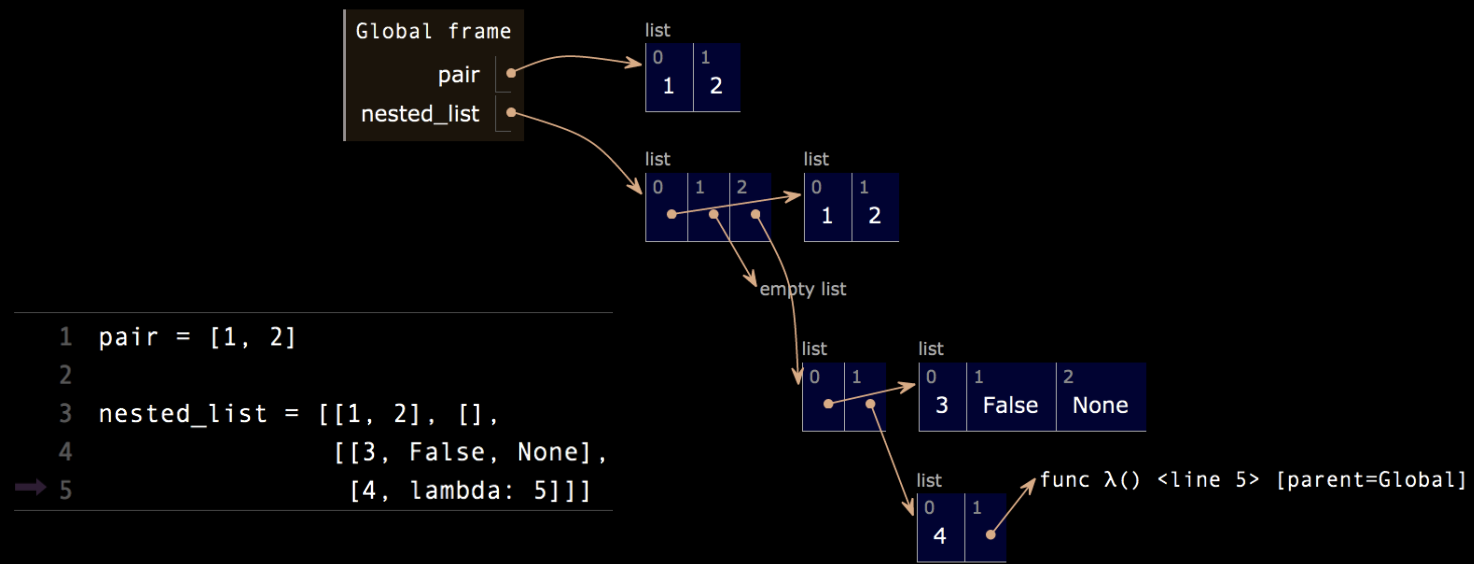 Global frame
pair
nested_list
list
0 1
1 2
list
0 1 2
list
0 1
1 2
empty list
list
0 1
list
0 1 2
3 False None
list
0 1
4
func λ() <line 5> [parent=Global]
1 pair = [1, 2]
2
3 nested_list = [[1, 2], [],
4 [[3, False, None],
5 [4, lambda: 5]]]